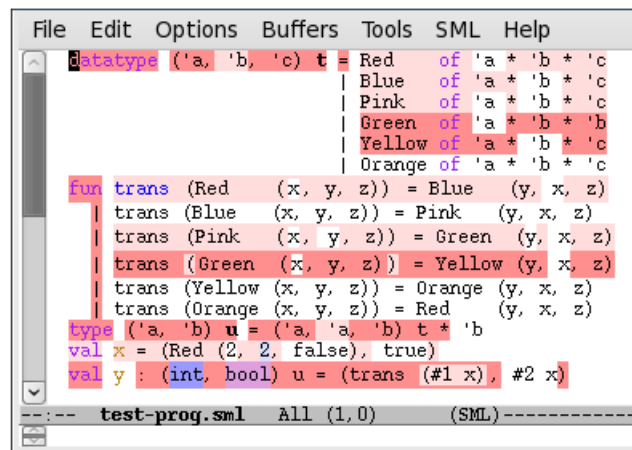 File Edit Options Buffers Tools SML Help
datatype ('a, 'b, 'c) t = Red of 'a * 'b * 'c
| Blue of 'a * 'b * 'c
| Pink of 'a * 'b * 'c
| Green of 'a * 'b * 'b
| Yellow of 'a * 'b * 'c
| Orange of 'a * 'b * 'c
fun trans (Red (x, y, z)) = Blue (y, x, z)
| trans (Blue (x, y, z)) = Pink (y, x, z)
| trans (Pink (x, y, z)) = Green (y, x, z)
| trans (Green (x, y, z)) = Yellow (y, x, z)
| trans (Yellow (x, y, z)) = Orange (y, x, z)
| trans (Orange (x, y, z)) = Red (y, x, z)
type ('a, 'b) u = ('a, 'a, 'b) t * 'b
val x = (Red (2, 2, false), true)
val y : (int, bool) u = (trans (#1 x), #2 x)
--:-- test-prog.sml All (1,0) (SML)------------